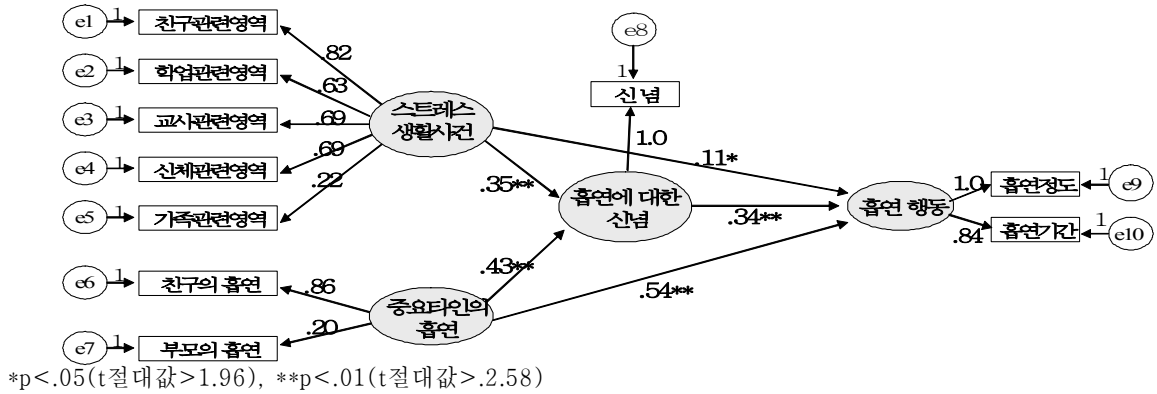 e1 1 친구관련영역
e2 1 학업관련영역
e3 1 교사관련영역
e4 1 신체관련영역
e5 1 가족관련영역
.82
.63
.69
.69
.22
스트레스
생활사건
e8
1
신념
1.0
.11*
.35**
흡연에 대한
신념
.34**
흡연 행동
1.0
흡연정도 1 e9
.84
흡연기간 1 e10
.43**
.54**
e6 1 친구의 흡연
e7 1 부모의 흡연
.86
.20
중요타인의
흡연
*p<.05(t절대값>1.96), **p<.01(t절대값>.2.58)